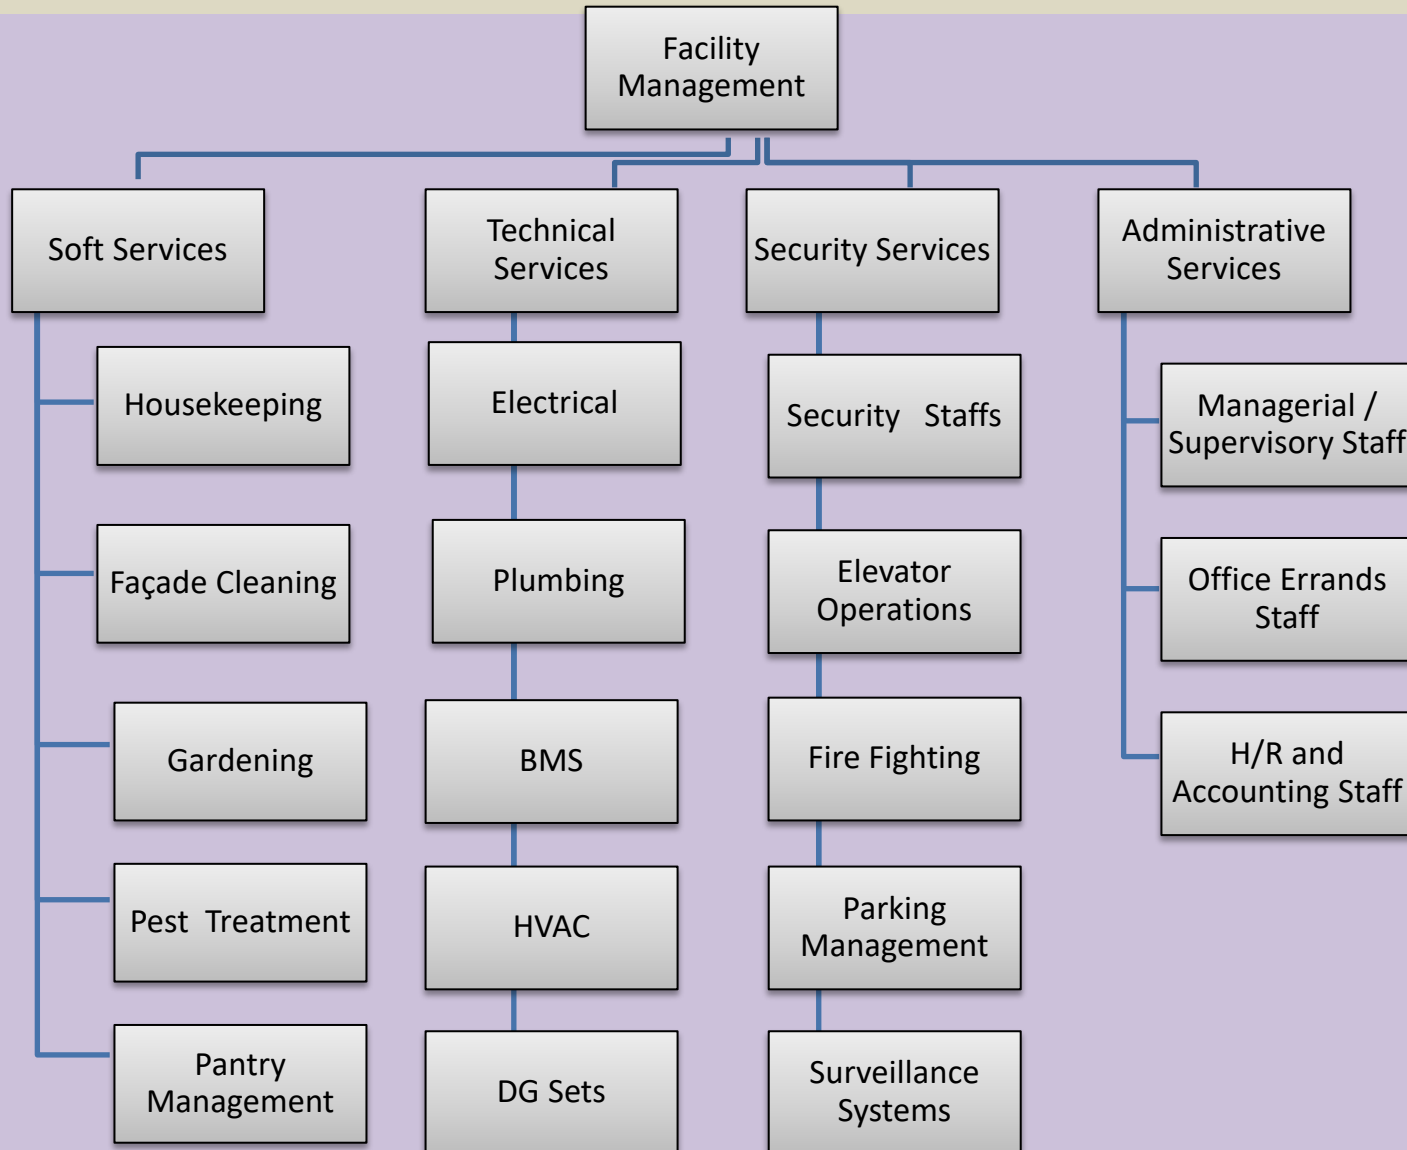 Facility
Management
Soft Services
Technical
Services
Security Services
Administrative
Services
Housekeeping
Façade Cleaning
Gardening
Pest Treatment
Pantry
Management
Electrical
Plumbing
BMS
HVAC
DG Sets
Security Staffs
Elevator
Operations
Fire Fighting
Parking
Management
Surveillance
Systems
Managerial /
Supervisory Staff
Office Errands
Staff
H/R and
Accounting Staff